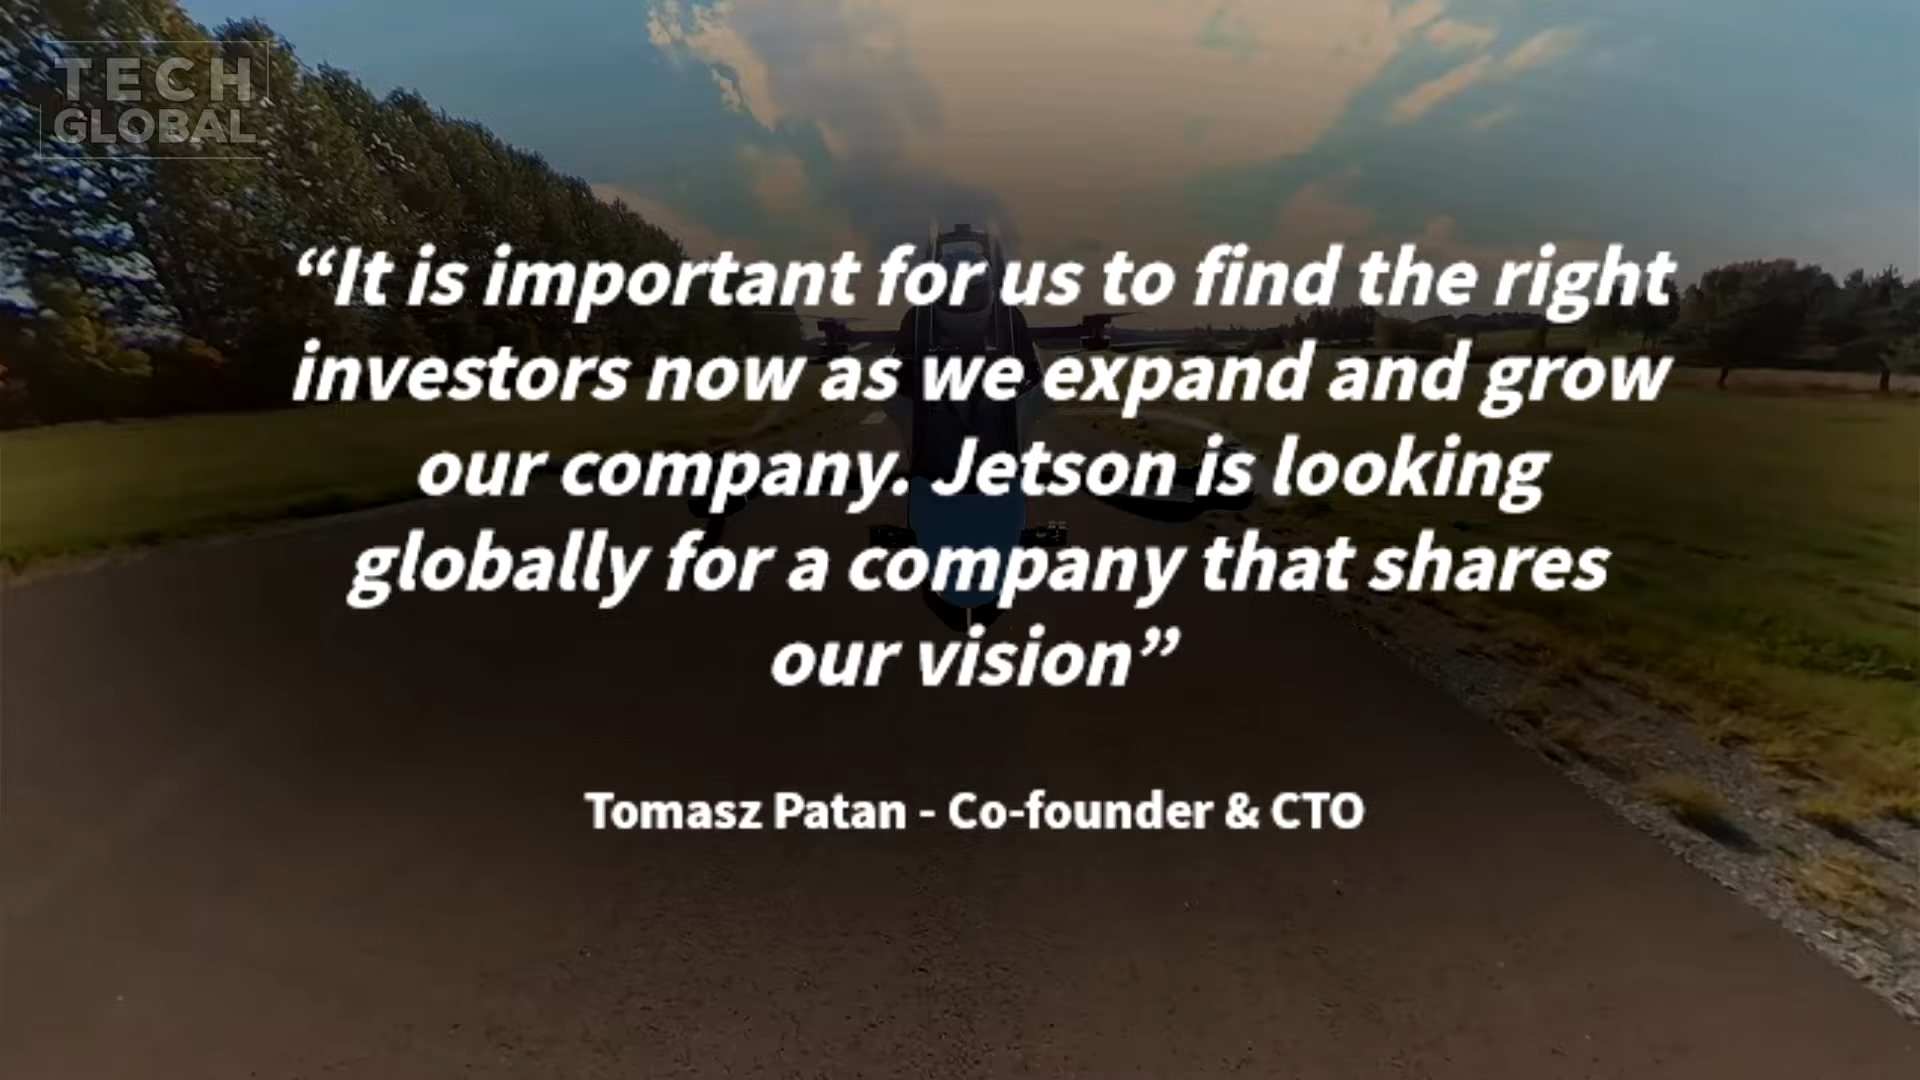 TECH
GLOBAL
“It is important for us to find the right
investors now as we expand and grow
our company. Jetson is looking
globally for a company that shares
our vision”
Tomasz Patan - Co-founder & CTO